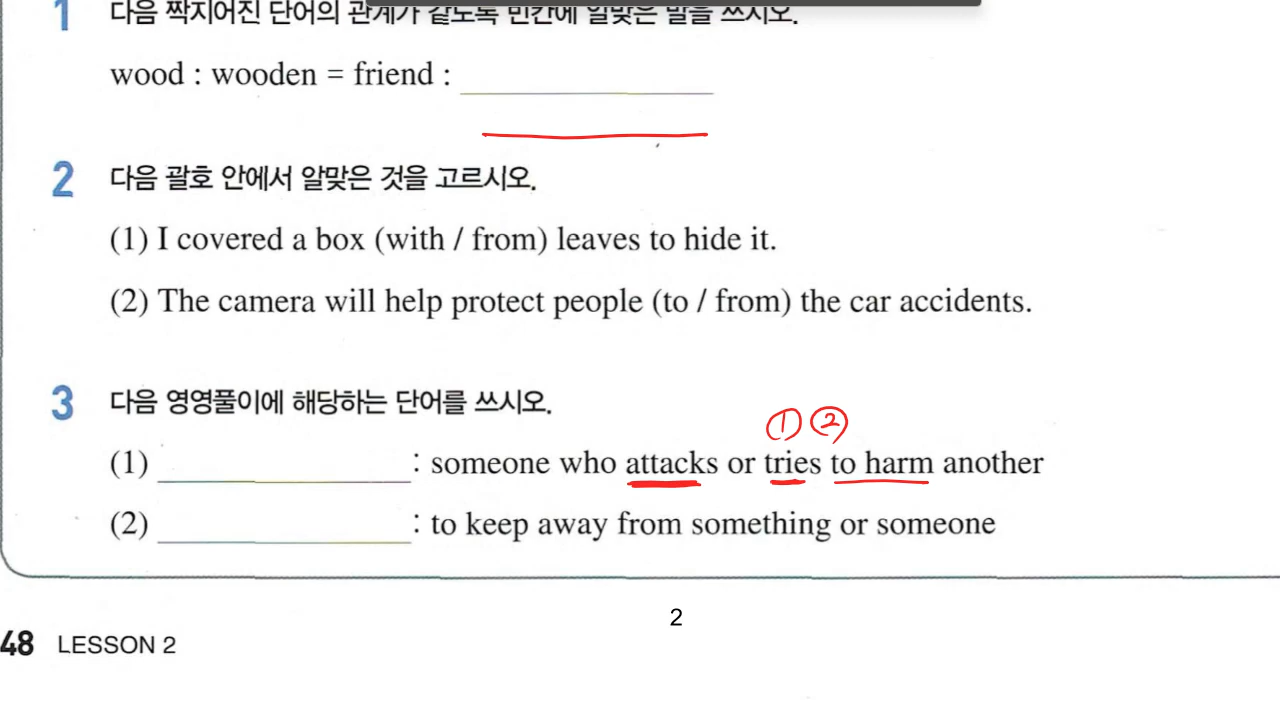 1 다음 짝지어진 단어의 관계가 같도록 빈칸에 알맞은 말을 쓰시오.
wood : wooden = friend :
2 다음 괄호 안에서 알맞은 것을 고르시오.
(1) I covered a box (with / from) leaves to hide it.
(2) The camera will help protect people (to / from) the car accidents.
3 다음 영영풀이에 해당하는 단어를 쓰시오.
① ②
(1) : someone who attacks or tries to harm another
(2) : to keep away from something or someone
2
48 LESSON 2